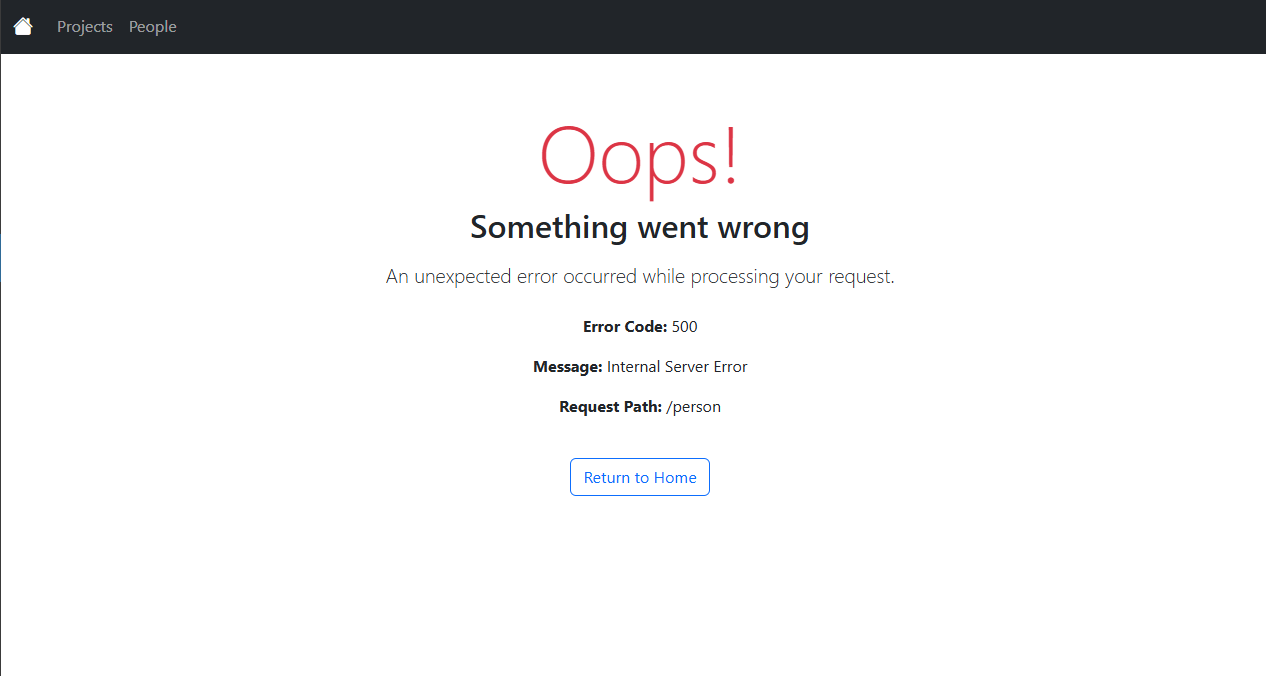 Projects People
Oops!
Something went wrong
An unexpected error occurred while processing your request.
Error Code: 500
Message: Internal Server Error
Request Path: /person
Return to Home